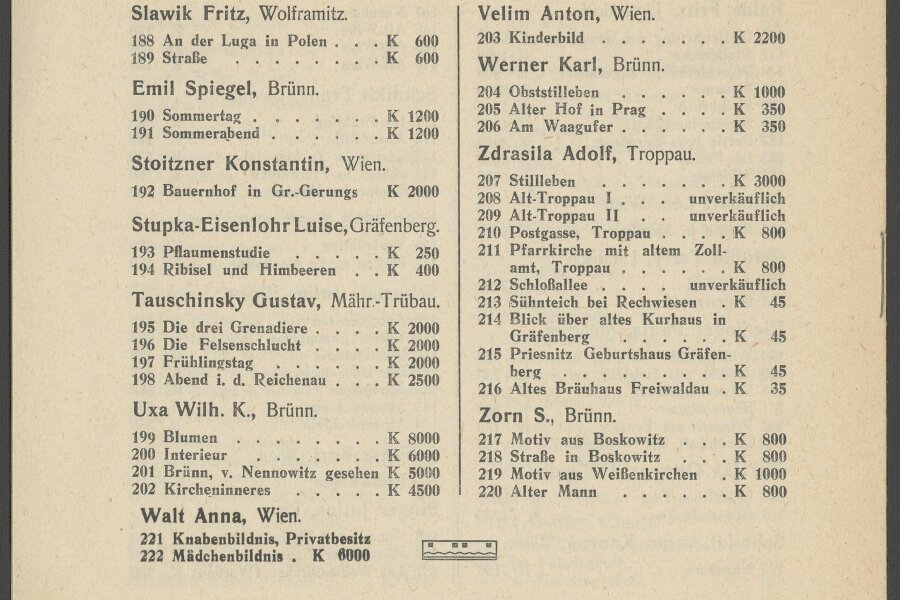 Slawik Fritz, Wolframitz.
188 An der Luga in Polen . . . K 600
189 Straße . . . . . . . K 600
Emil Spiegel, Brünn.
190 Sommertag . . . . . . K 1200
191 Sommerabend . . . . . K 1200
Stoitzner Konstantin, Wien.
192 Bauernhof in Gr.-Gerungs K 2000
Stupka-Eisenlohr Luise, Gräfenberg.
193 Pflaumenstudie . . . . K 250
194 Ribisel und Himbeeren . . K 400
Tauschinsky Gustav, Mähr.-Trübau.
195 Die drei Grenadiere . . . K 2000
196 Die Felsenschlucht . . . K 2000
197 Frühlingstag . . . . . K 2000
198 Abend i. d. Reichenau . . . K 2500
Uxa Wilh. K., Brünn.
199 Blumen . . . . . . K 8000
200 Interieur . . . . . . K 6000
201 Brünn, v. Nennowitz gesehen K 5000
202 Kircheninneres . . . . K 4500
Walt Anna, Wien.
221 Knabenbildnis, Privatbesitz
222 Mädchenbildnis . K 6000
Velim Anton, Wien.
203 Kinderbild . . . . . . K 2200
Werner Karl, Brünn.
204 Obststilleben . . . . . K 1000
205 Alter Hof in Prag . . . . K 350
206 Am Waagufer . . . . . K 350
Zdrasila Adolf, Troppau.
207 Stillleben . . . . . . K 3000
208 Alt-Troppau I . . . unverkäuflich
209 Alt-Troppau II . . unverkäuflich
210 Postgasse, Troppau . . . . K 800
211 Pfarrkirche mit altem Zoll-
amt, Troppau . . . . . K 800
212 Schloßallee . . . . unverkäuflich
213 Sühnteich bei Rechwiesen . K 45
214 Blick über altes Kurhaus in
Gräfenberg . . . . . . K 45
215 Priesnitz Geburtshaus Gräfen-
berg . . . . . . . . K 45
216 Altes Bräuhaus Freiwaldau . K 35
Zorn S., Brünn.
217 Motiv aus Boskowitz . . . K 800
218 Straße in Boskowitz . . . K 800
219 Motiv aus Weißenkirchen . K 1000
220 Alter Mann . . . . . K 800